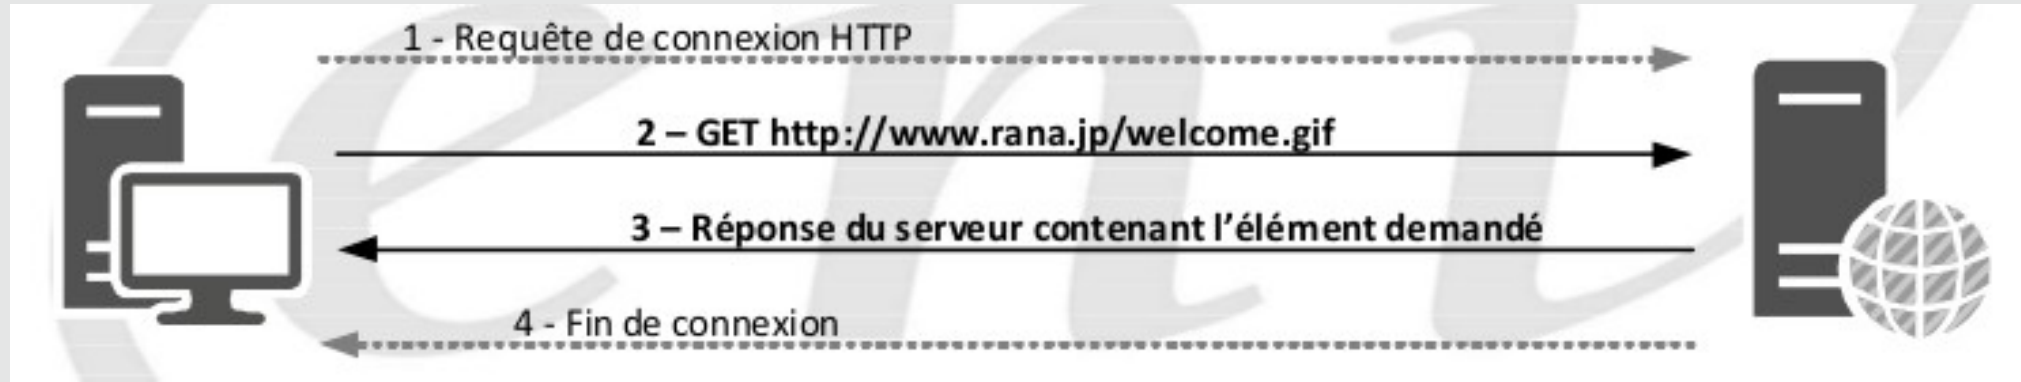 1 - Requête de connexion HTTP
2 – GET http://www.rana.jp/welcome.gif
3 – Réponse du serveur contenant l’élément demandé
4 - Fin de connexion
eni